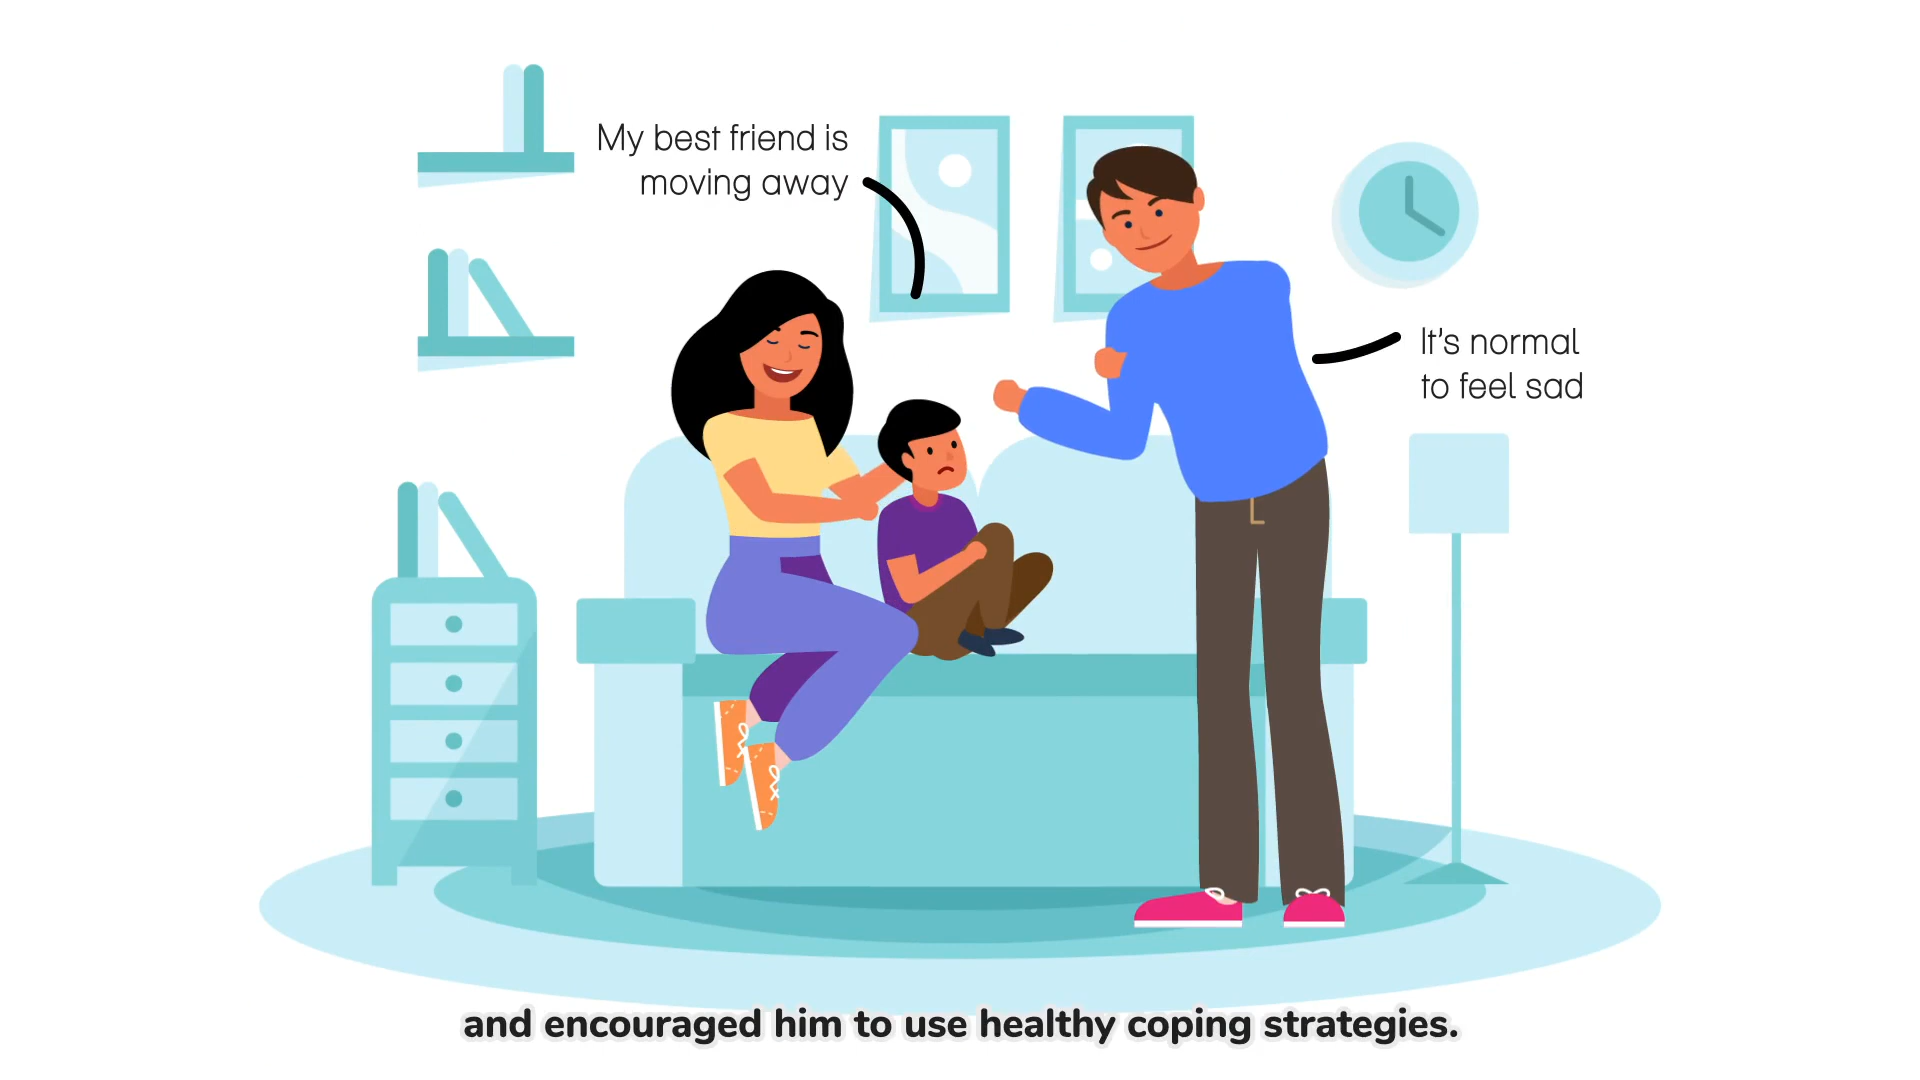 My best friend is
moving away
It's normal
to feel sad
and encouraged him to use healthy coping strategies.